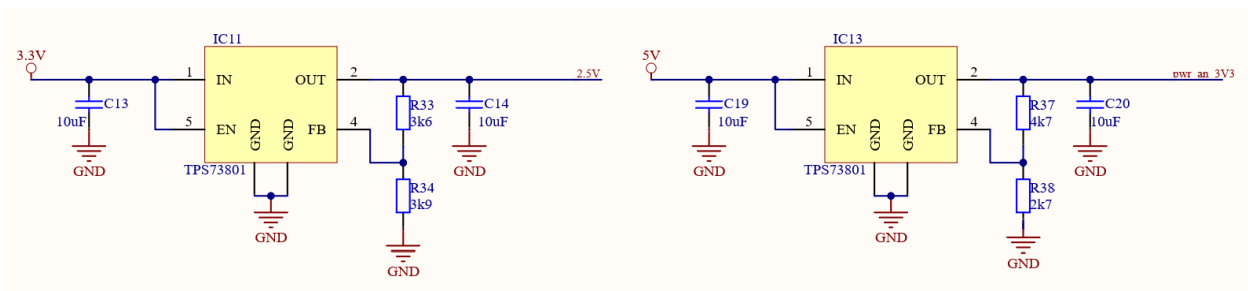 IC11
3.3V
1 IN OUT 2
2.5V
C13
10uF
R33
3k6
C14
10uF
5 EN GND GND FB 4
TPS73801
R34
3k9
GND
GND
GND
GND
IC13
5V
1 IN OUT 2
pwr_an_3V3
C19
10uF
R37
4k7
C20
10uF
5 EN GND GND FB 4
TPS73801
R38
2k7
GND
GND
GND
GND